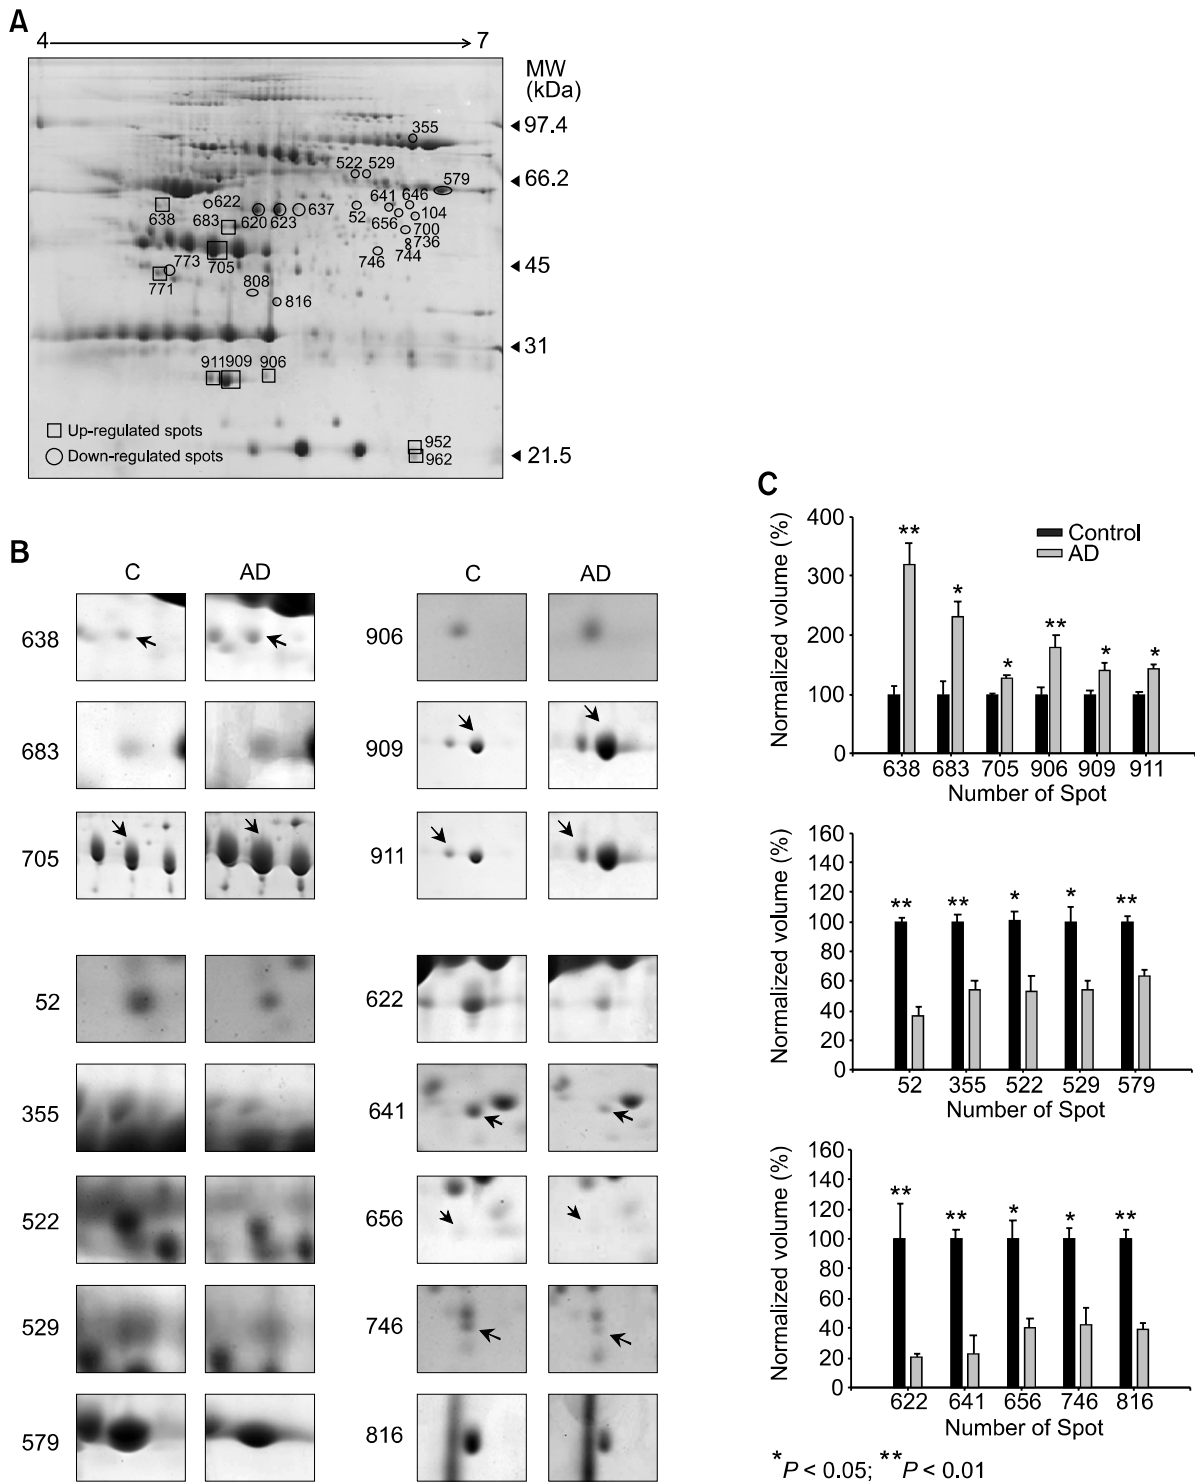 A
4 7
MW
(kDa)
97.4
66.2
45
31
21.5
355
522 529
579
638
622
683
620 623 637
52
641
646
656
104
700
736
744
746
705
773
771
808
816
911 909 906
952
962
Up-regulated spots
Down-regulated spots
B
C AD
638
683
705
52
355
522
529
579
C AD
906
909
911
622
641
656
746
816
C
Normalized volume (%)
400
300
200
100
0
Control
AD
** * * ** * *
638 683 705 906 909 911
Number of Spot
Normalized volume (%)
160
140
120
100
80
60
40
20
0
** ** * * **
52 355 522 529 579
Number of Spot
Normalized volume (%)
160
140
120
100
80
60
40
20
0
** ** * * **
622 641 656 746 816
Number of Spot
*P < 0.05; **P < 0.01